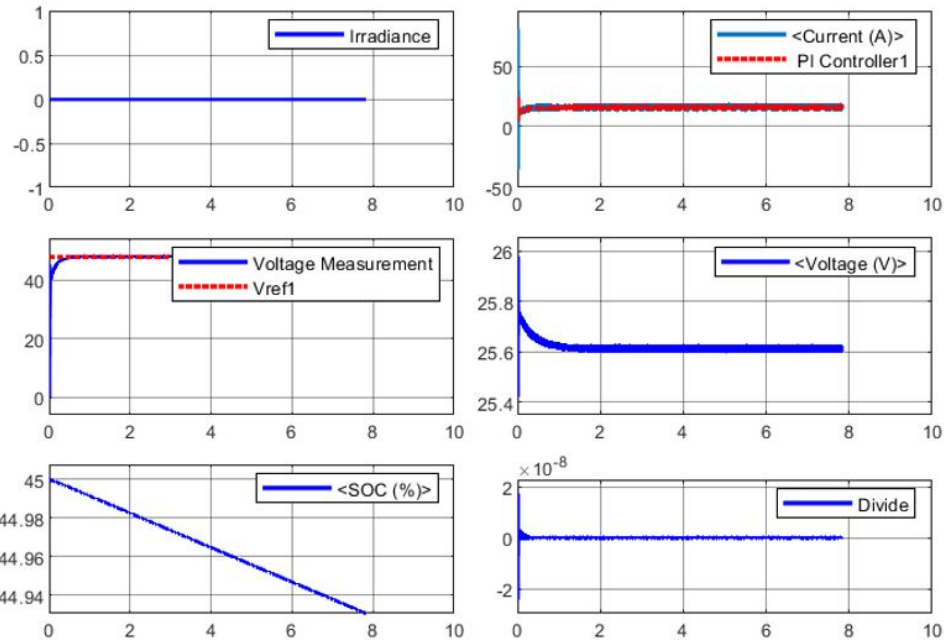 1
0.5
0
-0.5
-1
0 2 4 6 8 10
Irradiance
50
0
-50
0 2 4 6 8 10
<Current (A)>
PI Controller1
40
20
0
0 2 4 6 8 10
Voltage Measurement
Vref1
26
25.8
25.6
25.4
0 2 4 6 8 10
<Voltage (V)>
45
44.98
44.96
44.94
0 2 4 6 8 10
<SOC (%)>
×10⁻⁸
2
0
-2
0 2 4 6 8 10
Divide